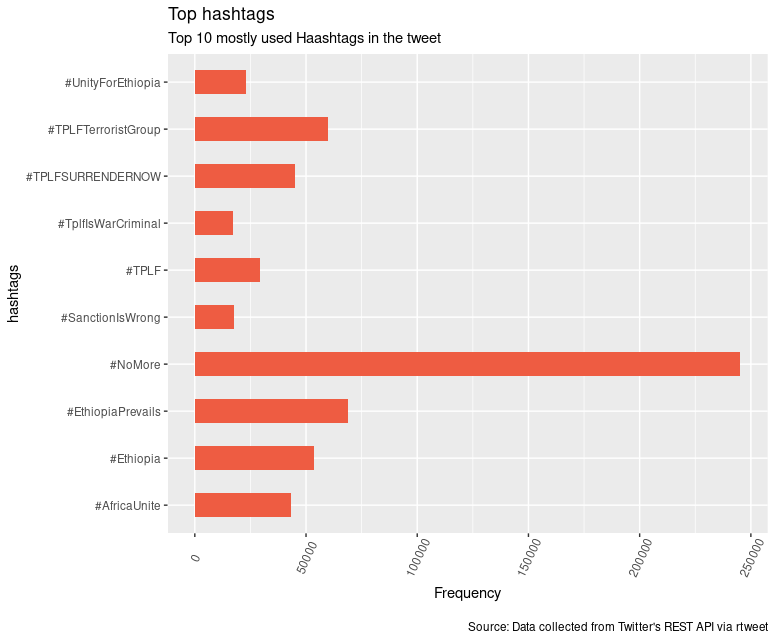 Top hashtags
Top 10 mostly used Haashtags in the tweet
#UnityForEthiopia
#TPLFTerroristGroup
#TPLFSURRENDERNOW
#TplfIsWarCriminal
#TPLF
#SanctionIsWrong
#NoMore
#EthiopiaPrevails
#Ethiopia
#AfricaUnite
hashtags
0
50000
100000
150000
200000
250000
Frequency
Source: Data collected from Twitter's REST API via rtweet